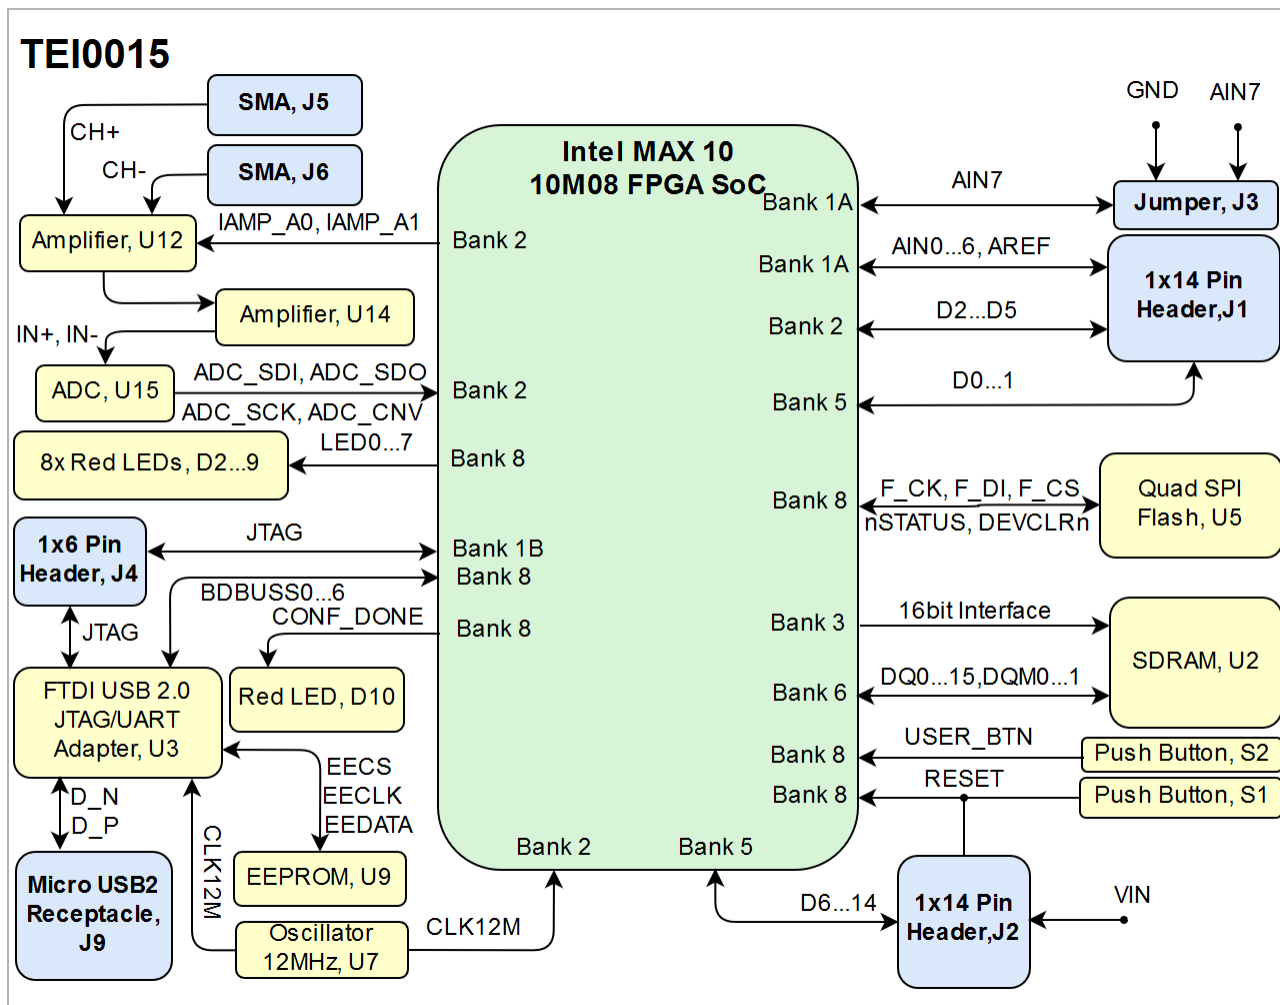 TEI0015
SMA, J5
CH+
CH-
SMA, J6
IAMP_A0, IAMP_A1
Amplifier, U12
Amplifier, U14
IN+, IN-
ADC, U15
ADC_SDI, ADC_SDO
ADC_SCK, ADC_CNV
LED0...7
8x Red LEDs, D2...9
1x6 Pin
Header, J4
JTAG
BDBUSS0...6
CONF_DONE
JTAG
FTDI USB 2.0
JTAG/UART
Adapter, U3
Red LED, D10
D_N
D_P
EECS
EECLK
EEDATA
CLK12M
Micro USB2
Receptacle,
J9
EEPROM, U9
Oscillator
12MHz, U7
CLK12M
Intel MAX 10
10M08 FPGA SoC
Bank 2
Bank 2
Bank 8
Bank 1B
Bank 8
Bank 8
Bank 2
Bank 5
Bank 1A
Bank 1A
Bank 2
Bank 5
Bank 8
Bank 3
Bank 6
Bank 8
Bank 8
GND
AIN7
AIN7
Jumper, J3
AIN0...6, AREF
1x14 Pin
Header,J1
D2...D5
D0...1
F_CK, F_DI, F_CS
nSTATUS, DEVCLRn
Quad SPI
Flash, U5
16bit Interface
SDRAM, U2
DQ0...15,DQM0...1
USER_BTN
Push Button, S2
RESET
Push Button, S1
D6...14
1x14 Pin
Header,J2
VIN